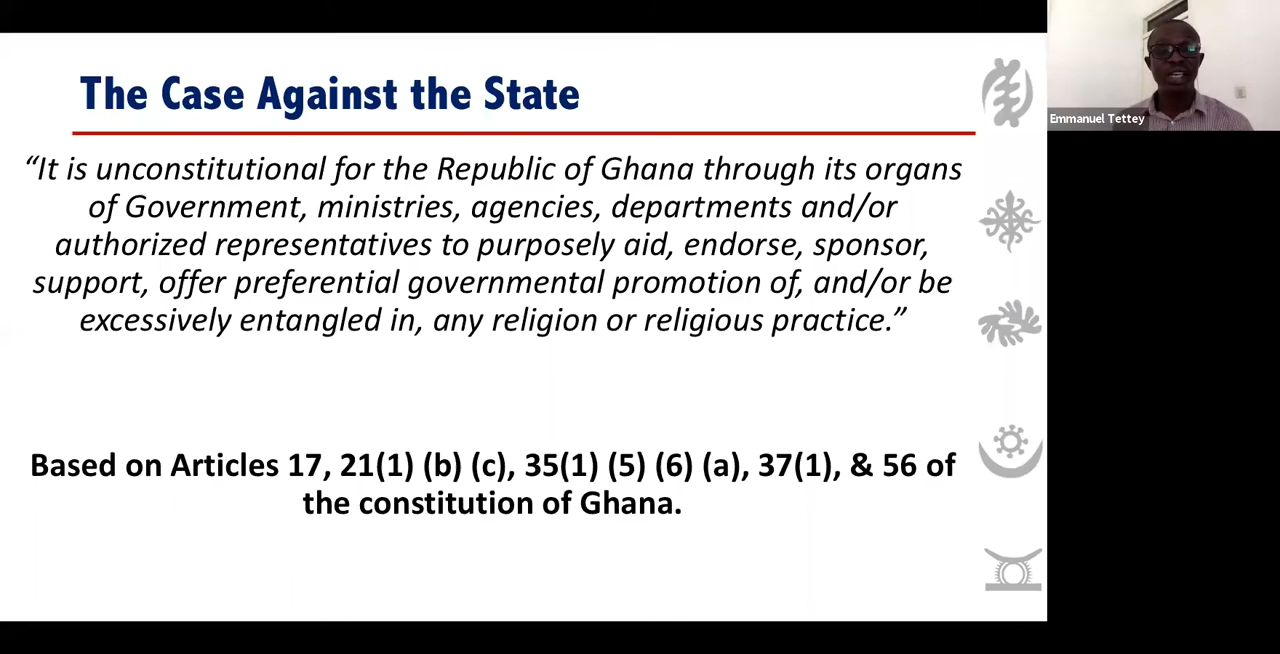 The Case Against the State
“It is unconstitutional for the Republic of Ghana through its organs
of Government, ministries, agencies, departments and/or
authorized representatives to purposely aid, endorse, sponsor,
support, offer preferential governmental promotion of, and/or be
excessively entangled in, any religion or religious practice.”
Based on Articles 17, 21(1) (b) (c), 35(1) (5) (6) (a), 37(1), & 56 of
the constitution of Ghana.
Emmanuel Tettey